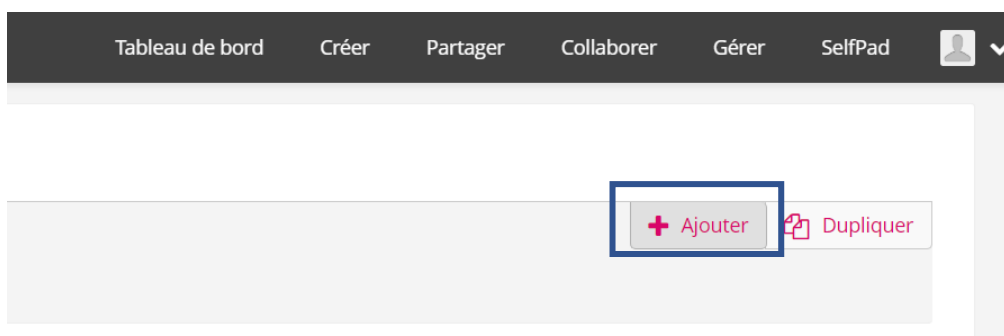 Tableau de bord Créer Partager Collaborer Gérer SelfPad
Ajouter Dupliquer